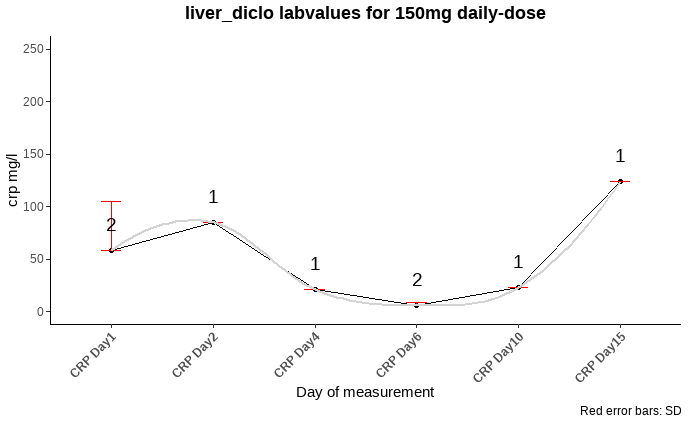 liver_diclo labvalues for 150mg daily-dose
crp mg/l
250
200
150
100
50
0
2
1
1
2
1
1
CRP Day1
CRP Day2
CRP Day4
CRP Day6
CRP Day10
CRP Day15
Day of measurement
Red error bars: SD